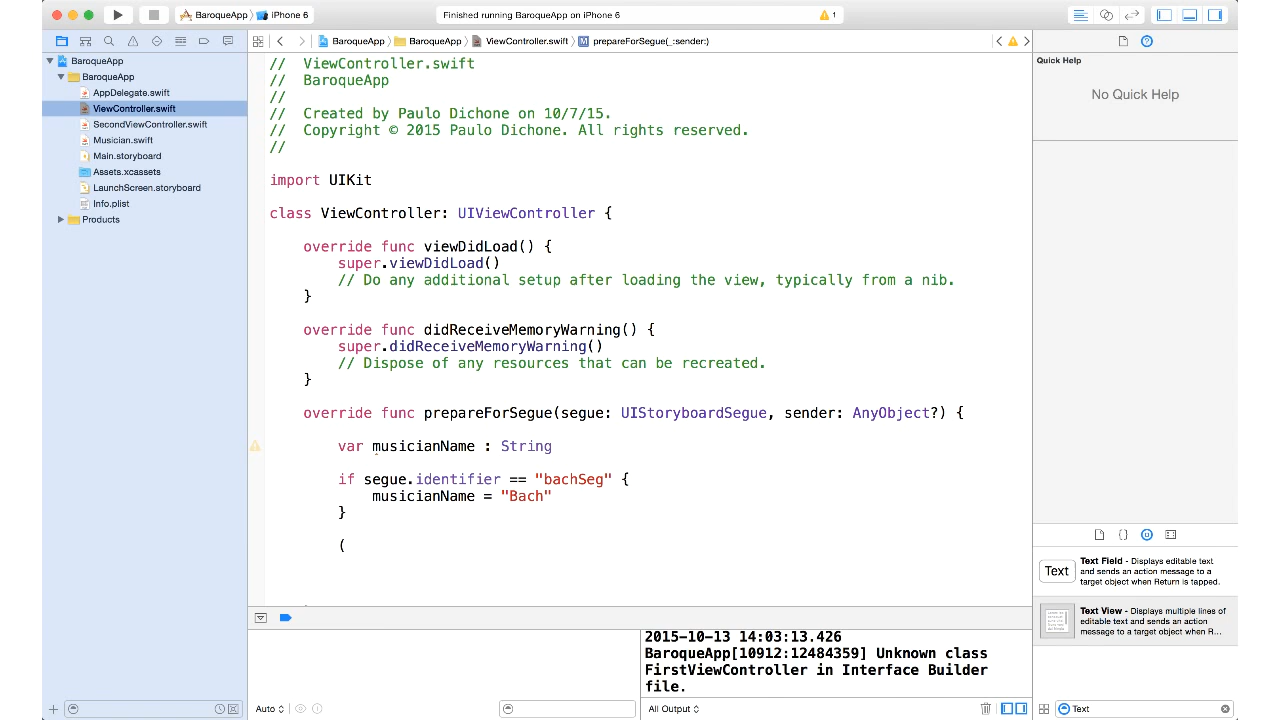 BaroqueApp iPhone 6
Finished running BaroqueApp on iPhone 6
1
BaroqueApp BaroqueApp ViewController.swift prepareForSegue(_:sender:)
BaroqueApp
BaroqueApp
AppDelegate.swift
ViewController.swift
SecondViewController.swift
Musician.swift
Main.storyboard
Assets.xcassets
LaunchScreen.storyboard
Info.plist
Products
// ViewController.swift
// BaroqueApp
//
// Created by Paulo Dichone on 10/7/15.
// Copyright © 2015 Paulo Dichone. All rights reserved.
//
import UIKit
class ViewController: UIViewController {
override func viewDidLoad() {
super.viewDidLoad()
// Do any additional setup after loading the view, typically from a nib.
}
override func didReceiveMemoryWarning() {
super.didReceiveMemoryWarning()
// Dispose of any resources that can be recreated.
}
override func prepareForSegue(segue: UIStoryboardSegue, sender: AnyObject?) {
var musicianName : String
if segue.identifier == "bachSeg" {
musicianName = "Bach"
}
(
Quick Help
No Quick Help
Text
Text Field - Displays editable text
and sends an action message to a
target object when Return is tapped.
Text View - Displays multiple lines of
editable text and sends an action
message to a target object when R...
2015-10-13 14:03:13.426
BaroqueApp[10912:12484359] Unknown class
FirstViewController in Interface Builder
file.
Auto
All Output
Text